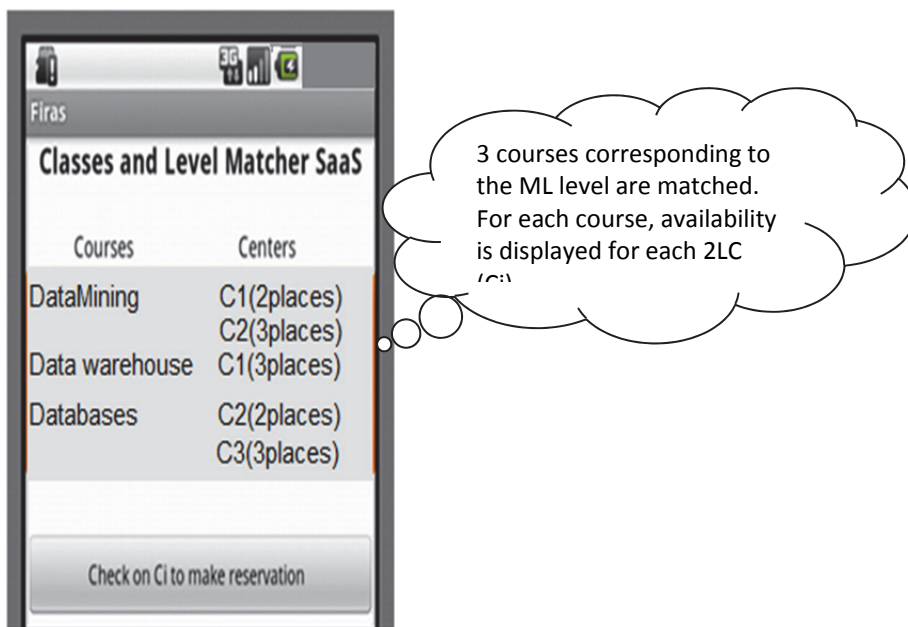 3G
Firas
Classes and Level Matcher SaaS
Courses Centers
DataMining C1(2places)
C2(3places)
Data warehouse C1(3places)
Databases C2(2places)
C3(3places)
Check on Ci to make reservation
3 courses corresponding to
the ML level are matched.
For each course, availability
is displayed for each 2LC
(Ci)